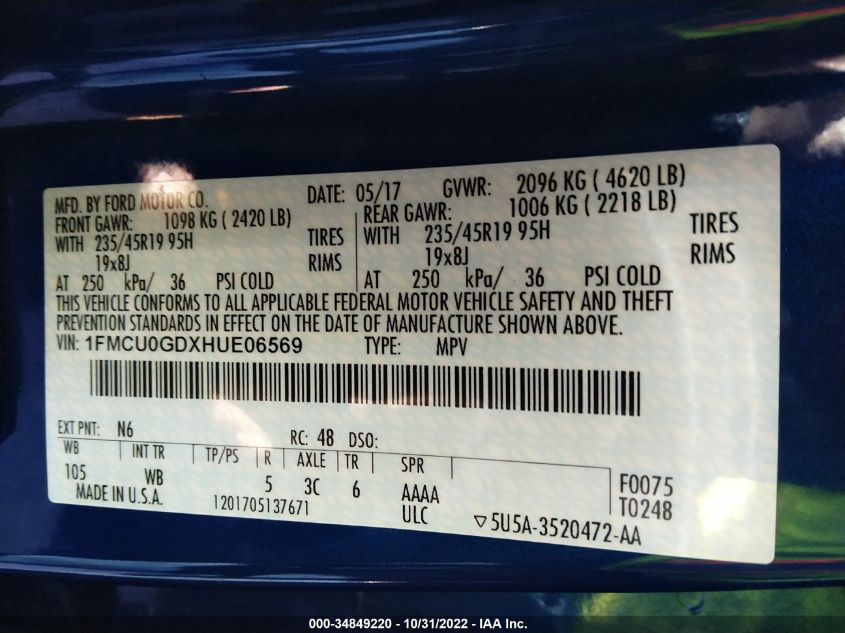 MFD. BY FORD MOTOR CO. DATE: 05/17 GVWR: 2096 KG ( 4620 LB)
FRONT GAWR: 1098 KG ( 2420 LB) REAR GAWR: 1006 KG ( 2218 LB)
WITH 235/45R19 95H TIRES WITH 235/45R19 95H TIRES
19x8J RIMS 19x8J RIMS
AT 250 kPa/ 36 PSI COLD AT 250 kPa/ 36 PSI COLD
THIS VEHICLE CONFORMS TO ALL APPLICABLE FEDERAL MOTOR VEHICLE SAFETY AND THEFT
PREVENTION STANDARDS IN EFFECT ON THE DATE OF MANUFACTURE SHOWN ABOVE.
VIN: 1FMCU0GDXHUE06569 TYPE: MPV
EXT PNT: N6 RC: 48 DSO:
WB INT TR TP/PS R AXLE TR SPR
105 WB 5 3C 6 AAAA F0075
MADE IN U.S.A. 1201705137671 ULC T0248
▽5U5A-3520472-AA
000-34849220 - 10/31/2022 - IAA Inc.